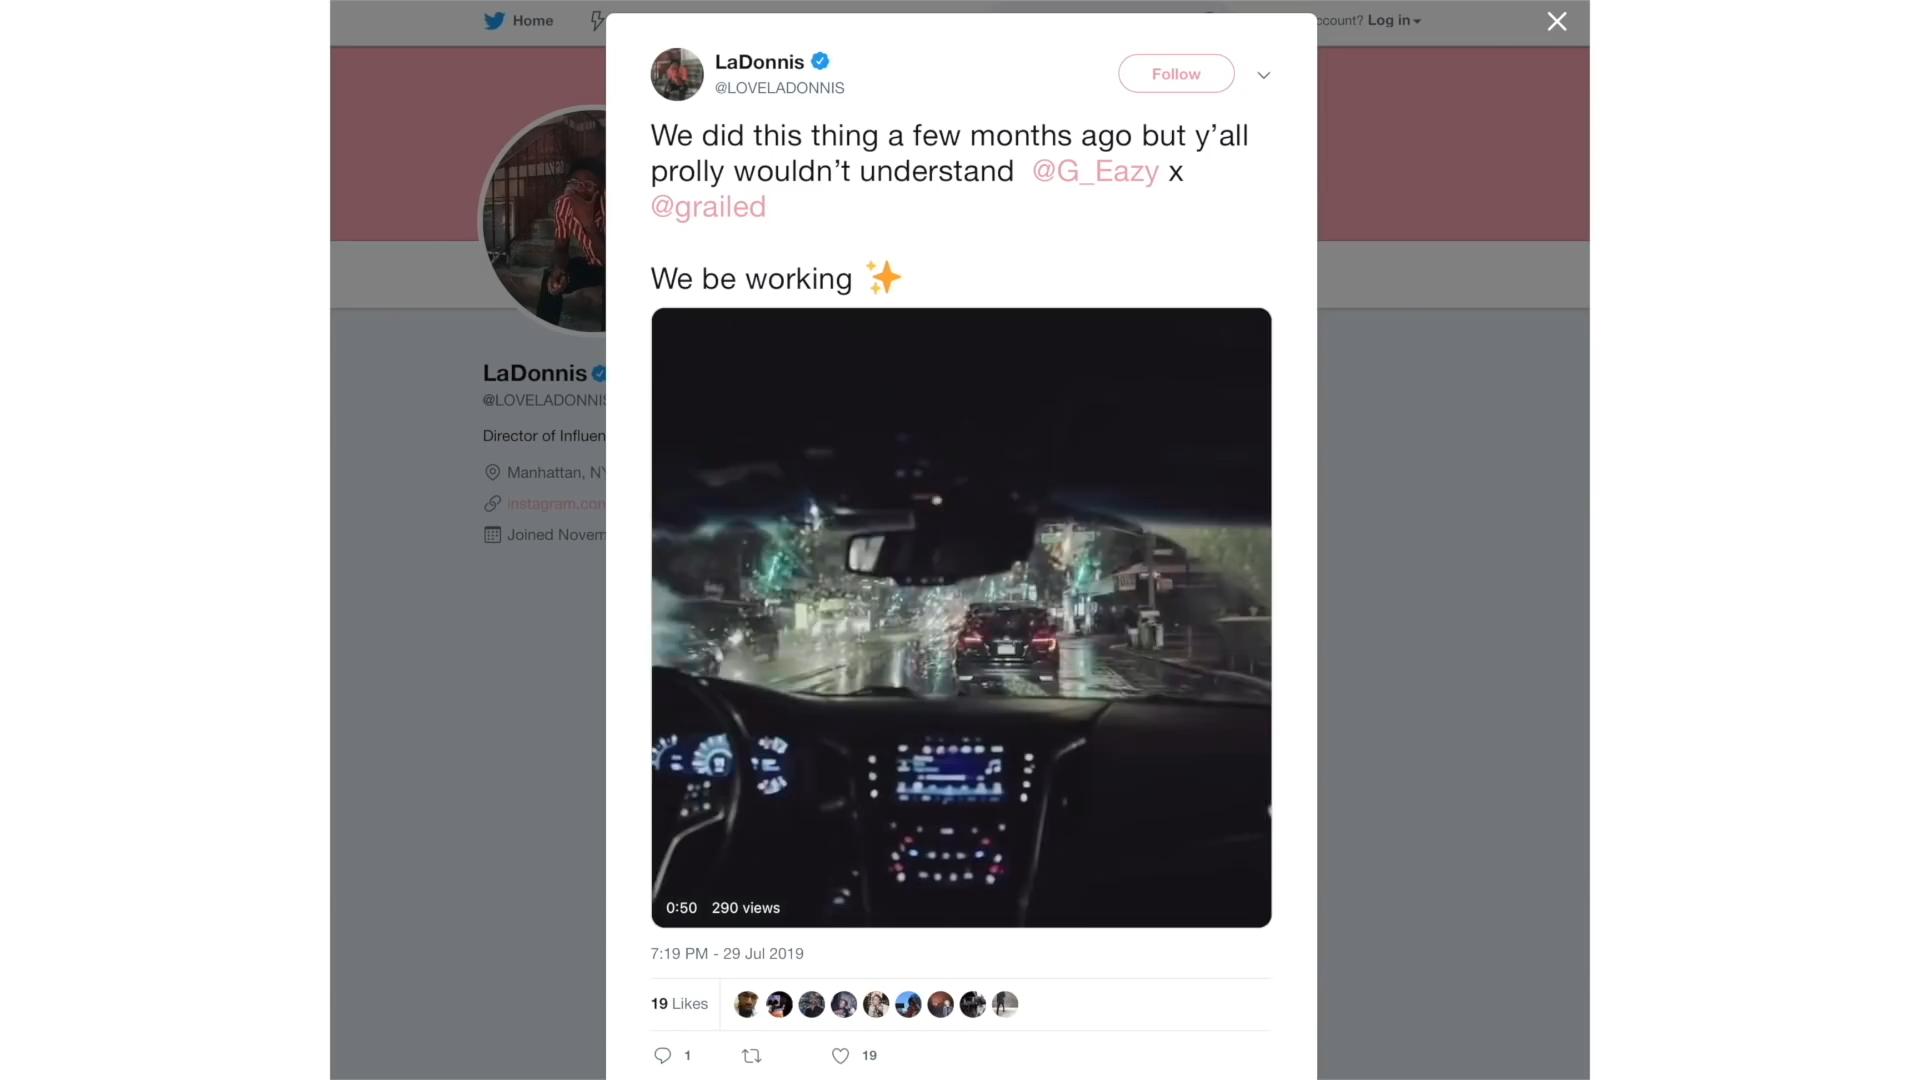 Home
ccount? Log in
LaDonnis
@LOVELADONNIS
Follow
We did this thing a few months ago but y’all
prolly wouldn’t understand @G_Eazy x
@grailed
We be working ✨
LaDonnis
@LOVELADONNIS
Director of Influen
Manhattan, NY
instagram.com
Joined Novem
0:50 290 views
7:19 PM - 29 Jul 2019
19 Likes
1 19